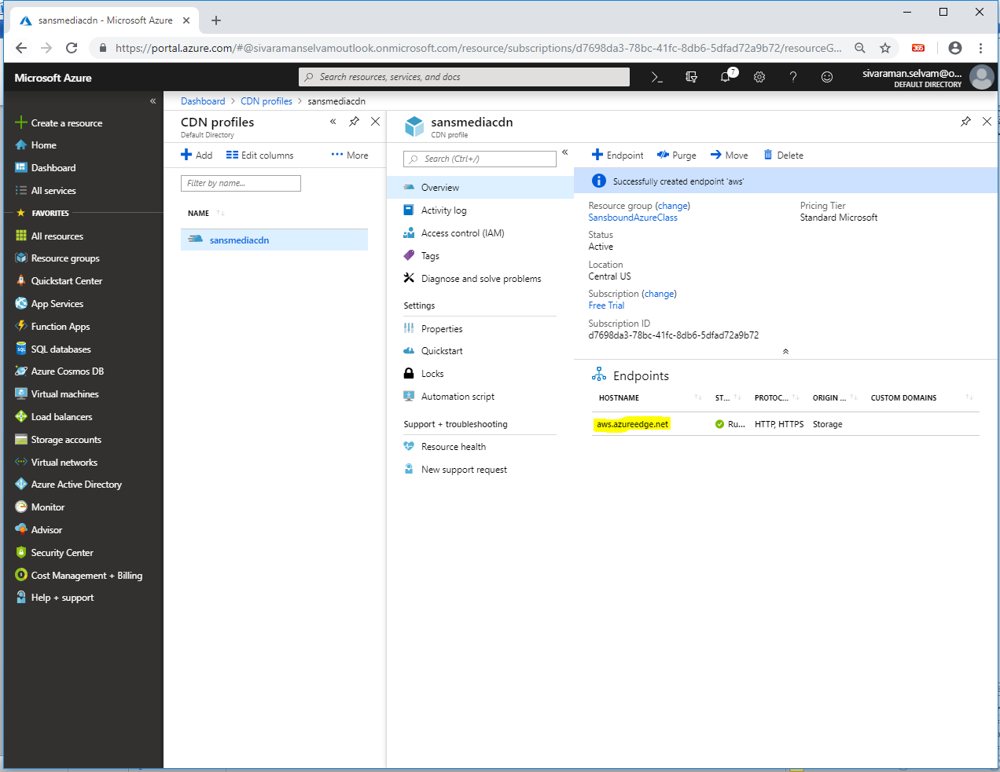 sansmediacdn - Microsoft Azure
https://portal.azure.com/#@sivaramanselvamoutlook.onmicrosoft.com/resource/subscriptions/d7698da3-78bc-41fc-8db6-5dfad72a9b72/resourceG...
365
Microsoft Azure
Search resources, services, and docs
7
sivaraman.selvam@o...
DEFAULT DIRECTORY
Create a resource
Home
Dashboard
All services
FAVORITES
All resources
Resource groups
Quickstart Center
App Services
Function Apps
SQL databases
Azure Cosmos DB
Virtual machines
Load balancers
Storage accounts
Virtual networks
Azure Active Directory
Monitor
Advisor
Security Center
Cost Management + Billing
Help + support
Dashboard > CDN profiles > sansmediacdn
CDN profiles
Default Directory
Add
Edit columns
More
Filter by name...
NAME
sansmediacdn
sansmediacdn
CDN profile
Search (Ctrl+/)
Overview
Activity log
Access control (IAM)
Tags
Diagnose and solve problems
Settings
Properties
Quickstart
Locks
Automation script
Support + troubleshooting
Resource health
New support request
Endpoint
Purge
Move
Delete
Successfully created endpoint 'aws'
Resource group (change)
SansboundAzureClass
Status
Active
Location
Central US
Subscription (change)
Free Trial
Subscription ID
d7698da3-78bc-41fc-8db6-5dfad72a9b72
Pricing Tier
Standard Microsoft
Endpoints
HOSTNAME ST... PROTOC... ORIGIN ... CUSTOM DOMAINS
aws.azureedge.net Ru... HTTP, HTTPS Storage